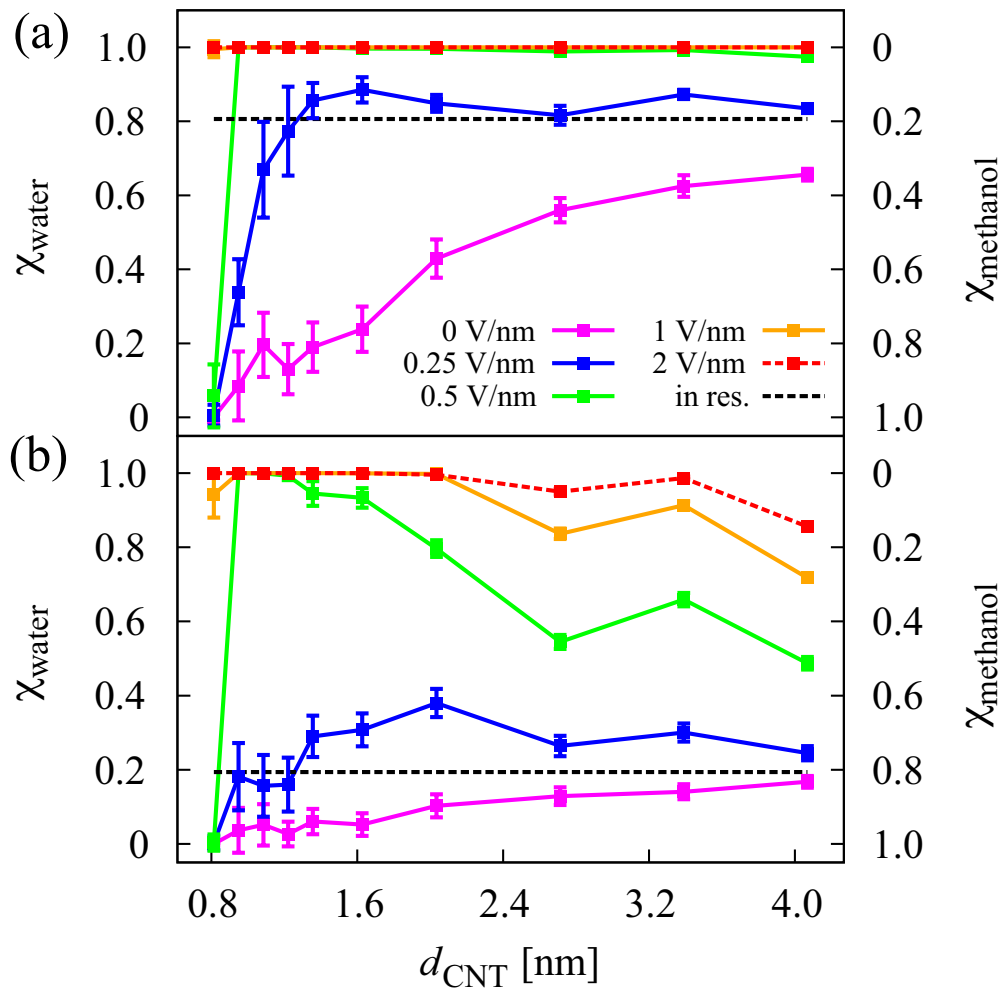 (a)
1.0 0
0.8 0.2
0.6 0.4
χwater χmethanol
0.4 0.6
0 V/nm 1 V/nm
0.25 V/nm 2 V/nm
0.5 V/nm in res.
0.2 0.8
0 1.0
(b)
1.0 0
0.8 0.2
0.6 0.4
χwater χmethanol
0.4 0.6
0.2 0.8
0 1.0
0.8 1.6 2.4 3.2 4.0
dCNT [nm]